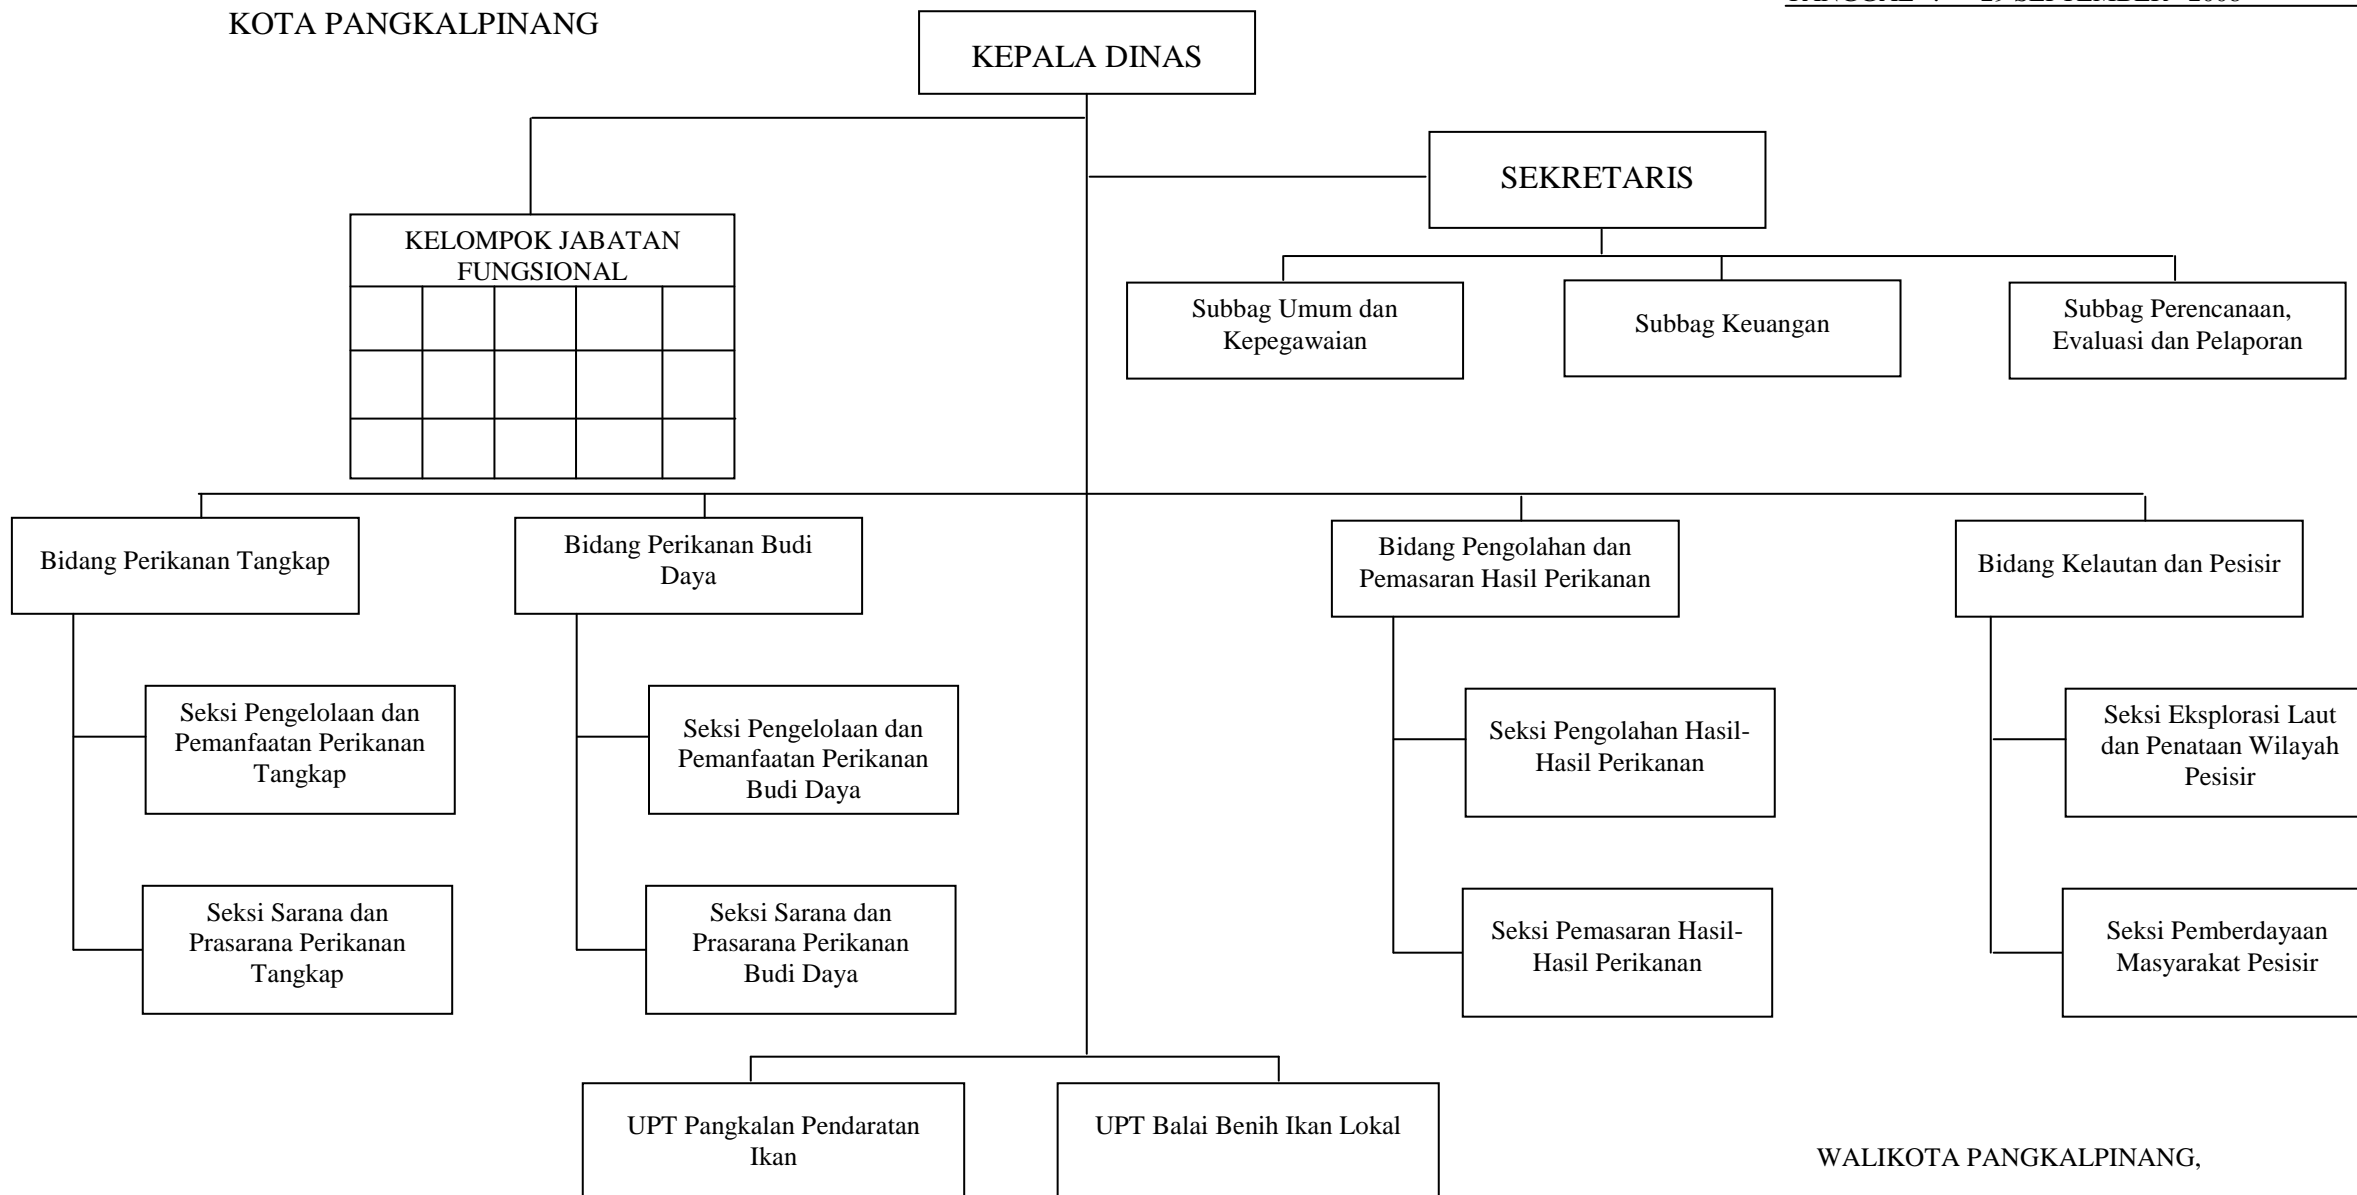 TANGGAL : 29 SEPTEMBER 2008
KOTA PANGKALPINANG
KEPALA DINAS
SEKRETARIS
KELOMPOK JABATAN
FUNGSIONAL
Subbag Umum dan
Kepegawaian
Subbag Keuangan
Subbag Perencanaan,
Evaluasi dan Pelaporan
Bidang Perikanan Tangkap
Bidang Perikanan Budi
Daya
Bidang Pengolahan dan
Pemasaran Hasil Perikanan
Bidang Kelautan dan Pesisir
Seksi Pengelolaan dan
Pemanfaatan Perikanan
Tangkap
Seksi Pengelolaan dan
Pemanfaatan Perikanan
Budi Daya
Seksi Pengolahan Hasil-
Hasil Perikanan
Seksi Eksplorasi Laut
dan Penataan Wilayah
Pesisir
Seksi Sarana dan
Prasarana Perikanan
Tangkap
Seksi Sarana dan
Prasarana Perikanan
Budi Daya
Seksi Pemasaran Hasil-
Hasil Perikanan
Seksi Pemberdayaan
Masyarakat Pesisir
UPT Pangkalan Pendaratan
Ikan
UPT Balai Benih Ikan Lokal
WALIKOTA PANGKALPINANG,